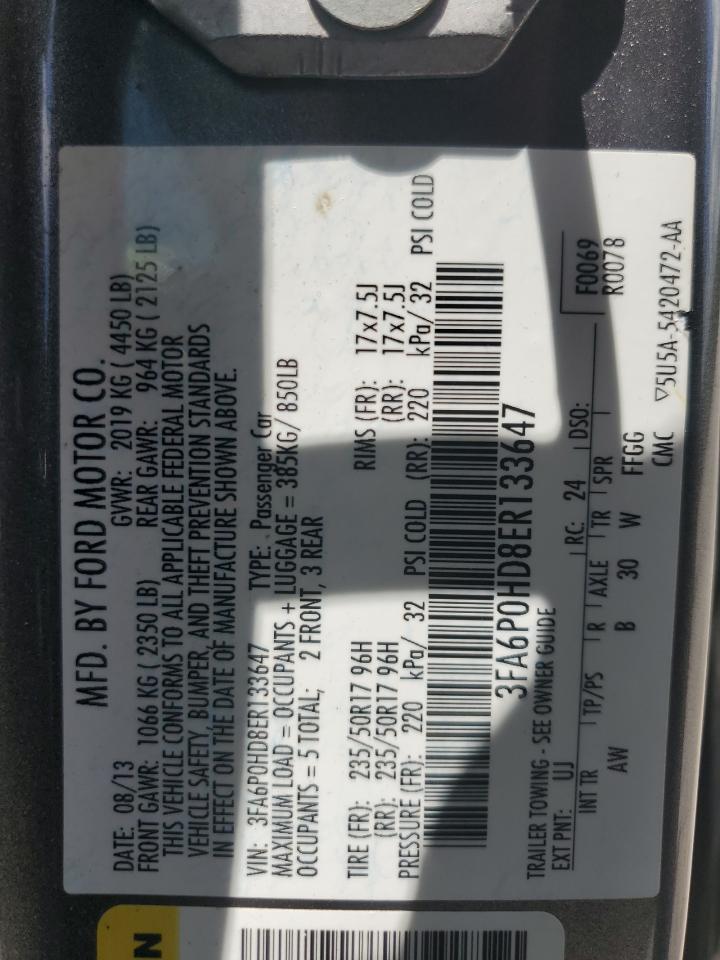 MFD. BY FORD MOTOR CO.
DATE: 08/13 GVWR: 2019 KG ( 4450 LB)
FRONT GAWR: 1066 KG ( 2350 LB) REAR GAWR: 964 KG ( 2125 LB)
THIS VEHICLE CONFORMS TO ALL APPLICABLE FEDERAL MOTOR
VEHICLE SAFETY, BUMPER, AND THEFT PREVENTION STANDARDS
IN EFFECT ON THE DATE OF MANUFACTURE SHOWN ABOVE.
VIN: 3FA6P0HD8ER133647 TYPE: Passenger Car
MAXIMUM LOAD = OCCUPANTS + LUGGAGE = 385KG/ 850LB
OCCUPANTS = 5 TOTAL; 2 FRONT, 3 REAR
TIRE (FR): 235/50R17 96H RIMS (FR): 17x7.5J
(RR): 235/50R17 96H (RR): 17x7.5J
PRESSURE (FR): 220 kPa/ 32 PSI COLD (RR): 220 kPa/ 32 PSI COLD
3FA6P0HD8ER133647
TRAILER TOWING - SEE OWNER GUIDE
EXT PNT: UJ RC: 24 DSO: F0069
R0078
INT TR TP/PS R AXLE TR SPR
AW B 30 W FFGG
CMC ▽5U5A-5420472-AA
N